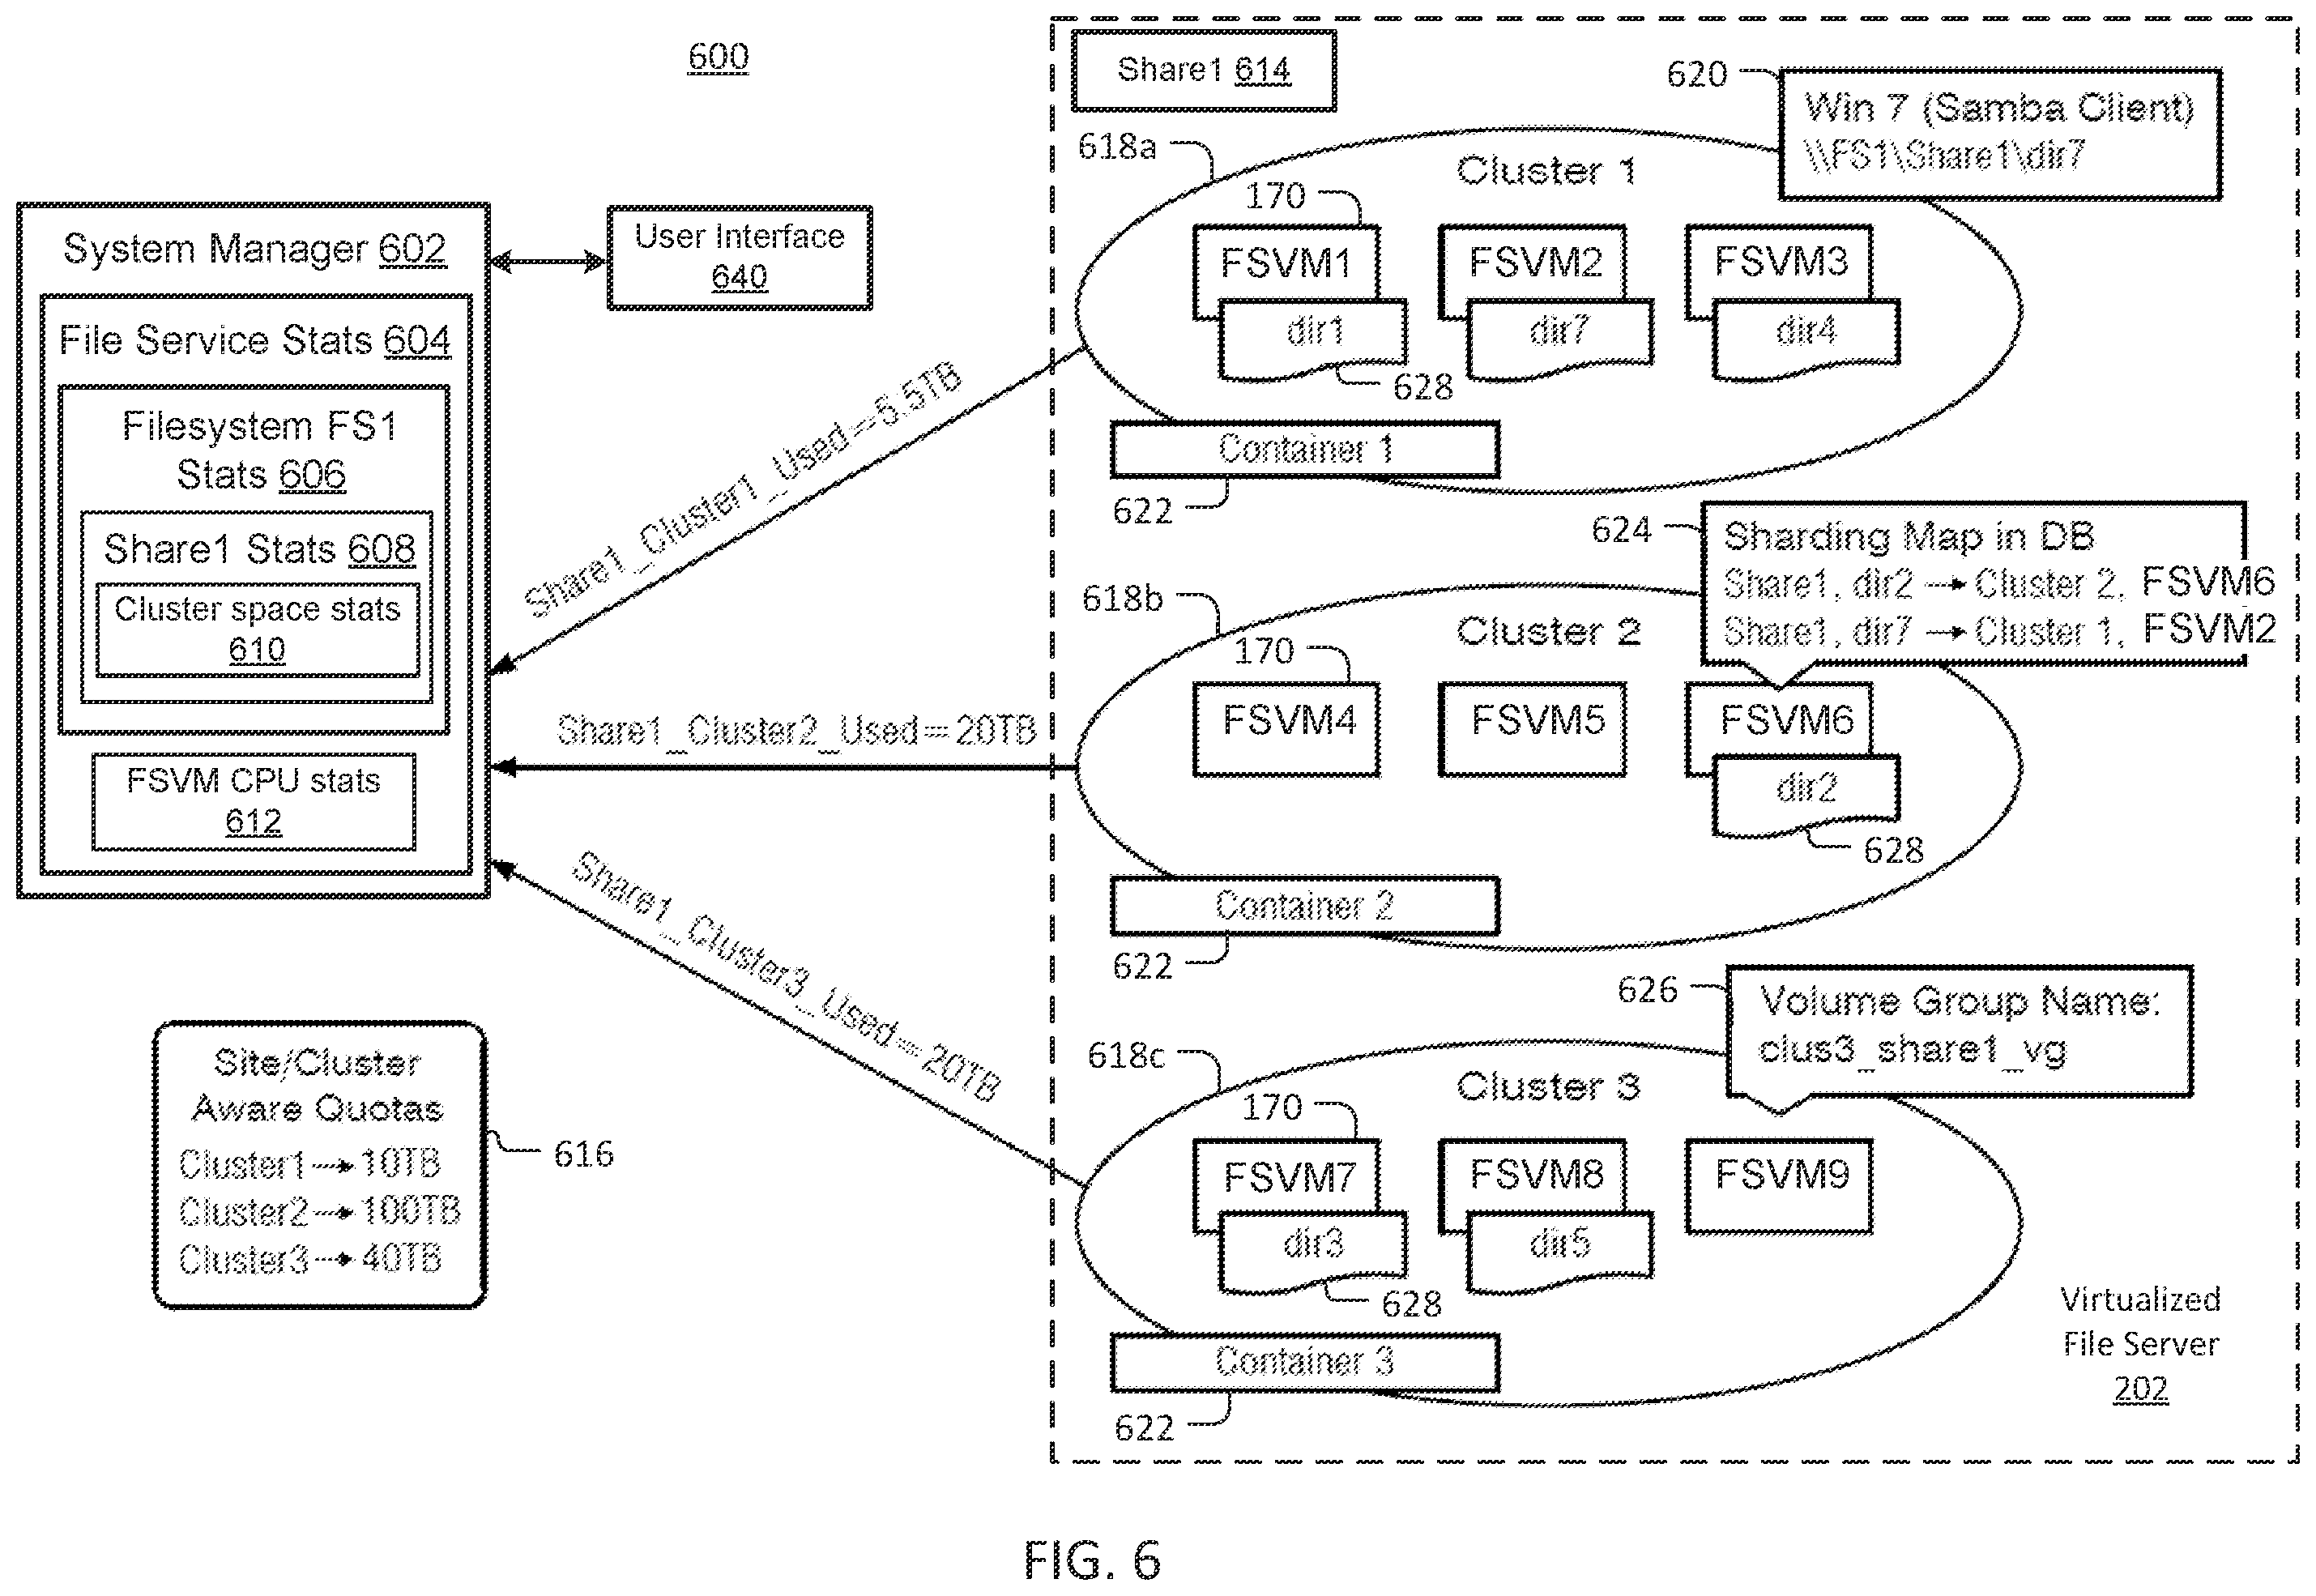 600
System Manager 602
File Service Stats 604
Filesystem FS1
Stats 606
Share1 Stats 608
Cluster space stats
610
FSVM CPU stats
612
User Interface
640
Share1_Cluster1_Used=5.5TB
Share1_Cluster2_Used=20TB
Share1_Cluster3_Used=20TB
Site/Cluster
Aware Quotas
Cluster1 → 10TB
Cluster2 → 100TB
Cluster3 → 40TB
616
Share1 614
620
Win 7 (Samba Client)
\\FS1\Share1\dir7
618a
Cluster 1
170
FSVM1
FSVM2
FSVM3
dir1
dir7
dir4
628
Container 1
622
624
Sharding Map in DB
Share1, dir2 → Cluster 2, FSVM6
Share1, dir7 → Cluster 1, FSVM2
618b
Cluster 2
170
FSVM4
FSVM5
FSVM6
dir2
628
Container 2
622
626
Volume Group Name:
clus3_share1_vg
618c
Cluster 3
170
FSVM7
FSVM8
FSVM9
dir3
dir5
628
Container 3
622
Virtualized
File Server
202
FIG. 6